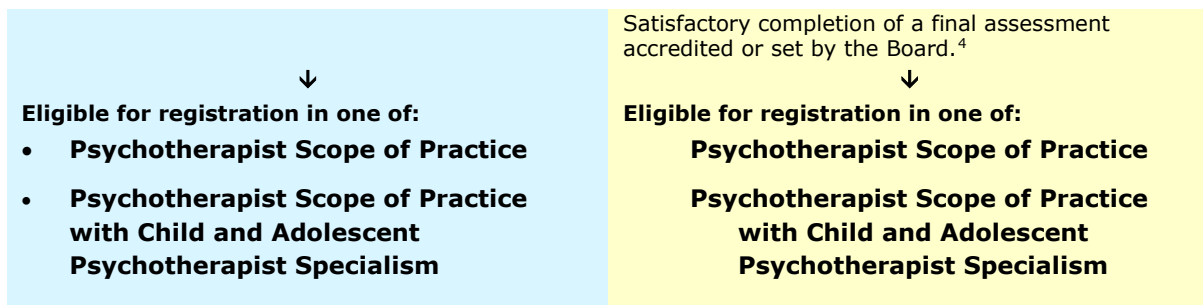 ↓
Eligible for registration in one of:
• Psychotherapist Scope of Practice
• Psychotherapist Scope of Practice
with Child and Adolescent
Psychotherapist Specialism
Satisfactory completion of a final assessment
accredited or set by the Board.4
↓
Eligible for registration in one of:
Psychotherapist Scope of Practice
Psychotherapist Scope of Practice
with Child and Adolescent
Psychotherapist Specialism